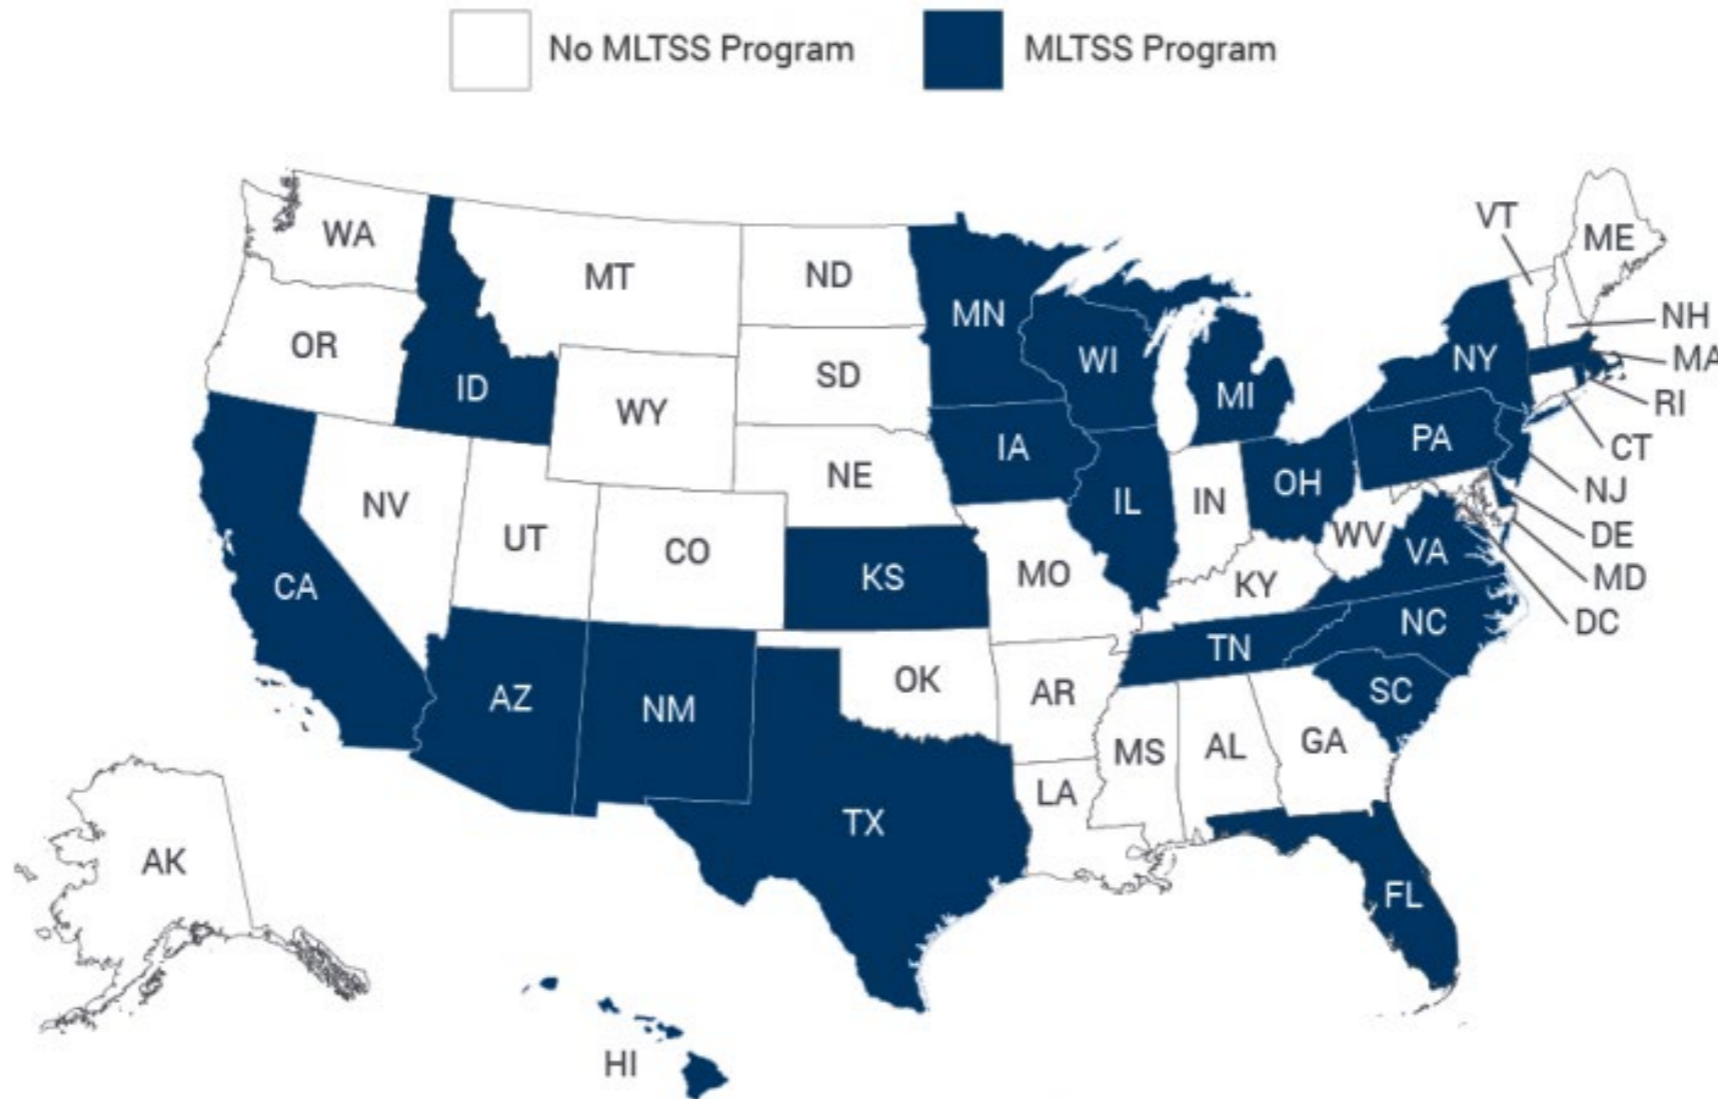 No MLTSS Program
MLTSS Program
VT
ME
WA
MT
ND
MN
NH
OR
ID
SD
WI
NY
MA
WY
MI
RI
IA
PA
CT
NE
NV
IL
IN
OH
NJ
UT
CO
WV
DE
CA
KS
MO
KY
VA
MD
DC
NC
TN
AZ
NM
OK
AR
SC
MS
AL
GA
LA
TX
AK
FL
HI